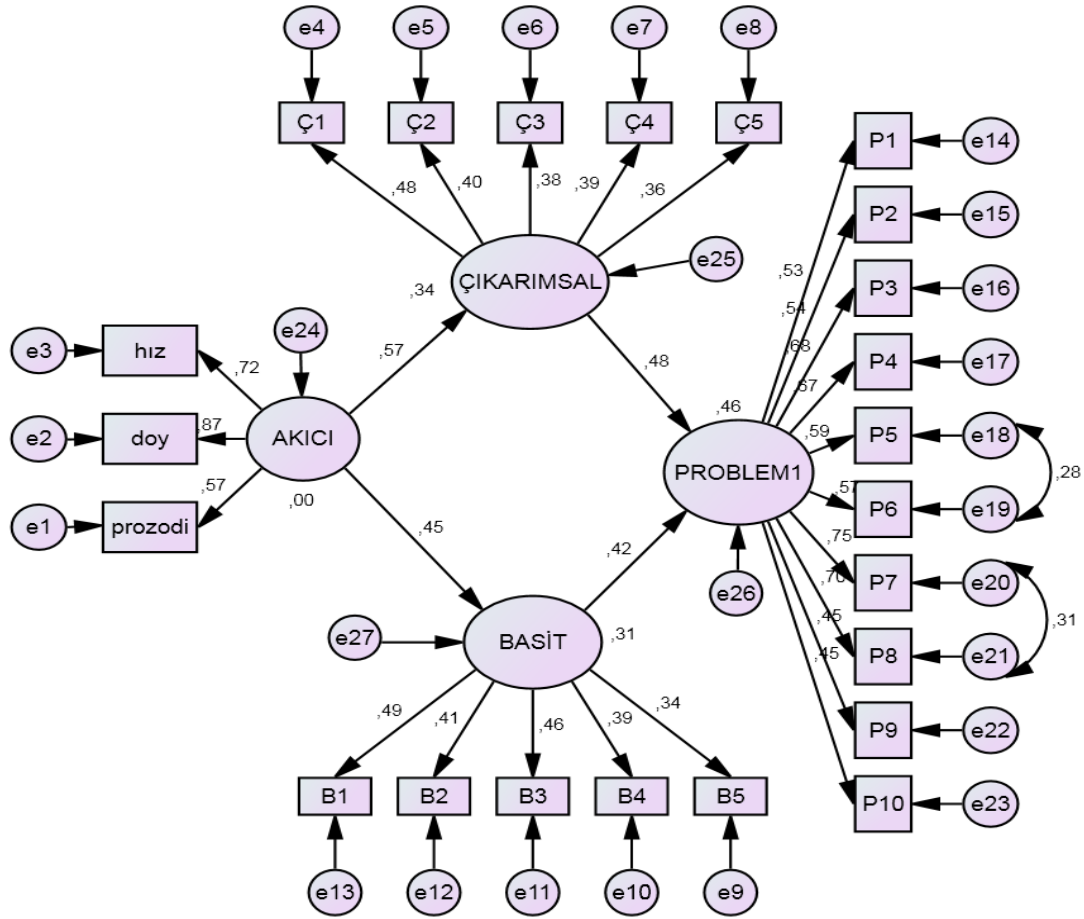 e4 e5 e6 e7 e8
Ç1 Ç2 Ç3 Ç4 Ç5
,48 ,40 ,38 ,39 ,36
ÇIKARIMSAL
e25
,34
,57
,48
e3 hız
e24
,72
e2 doy
,87
AKICI
,57
,00
e1 prozodi
,45
,42
,46
PROBLEM1
e26
P1 e14
P2 e15
P3 e16
P4 e17
P5 e18
P6 e19
P7 e20
P8 e21
P9 e22
P10 e23
,53
,54
,68
,67
,59
,57
,75
,70
,45
,45
,28
,31
e27
BASİT
,31
,49 ,41 ,46 ,39 ,34
B1 B2 B3 B4 B5
e13 e12 e11 e10 e9